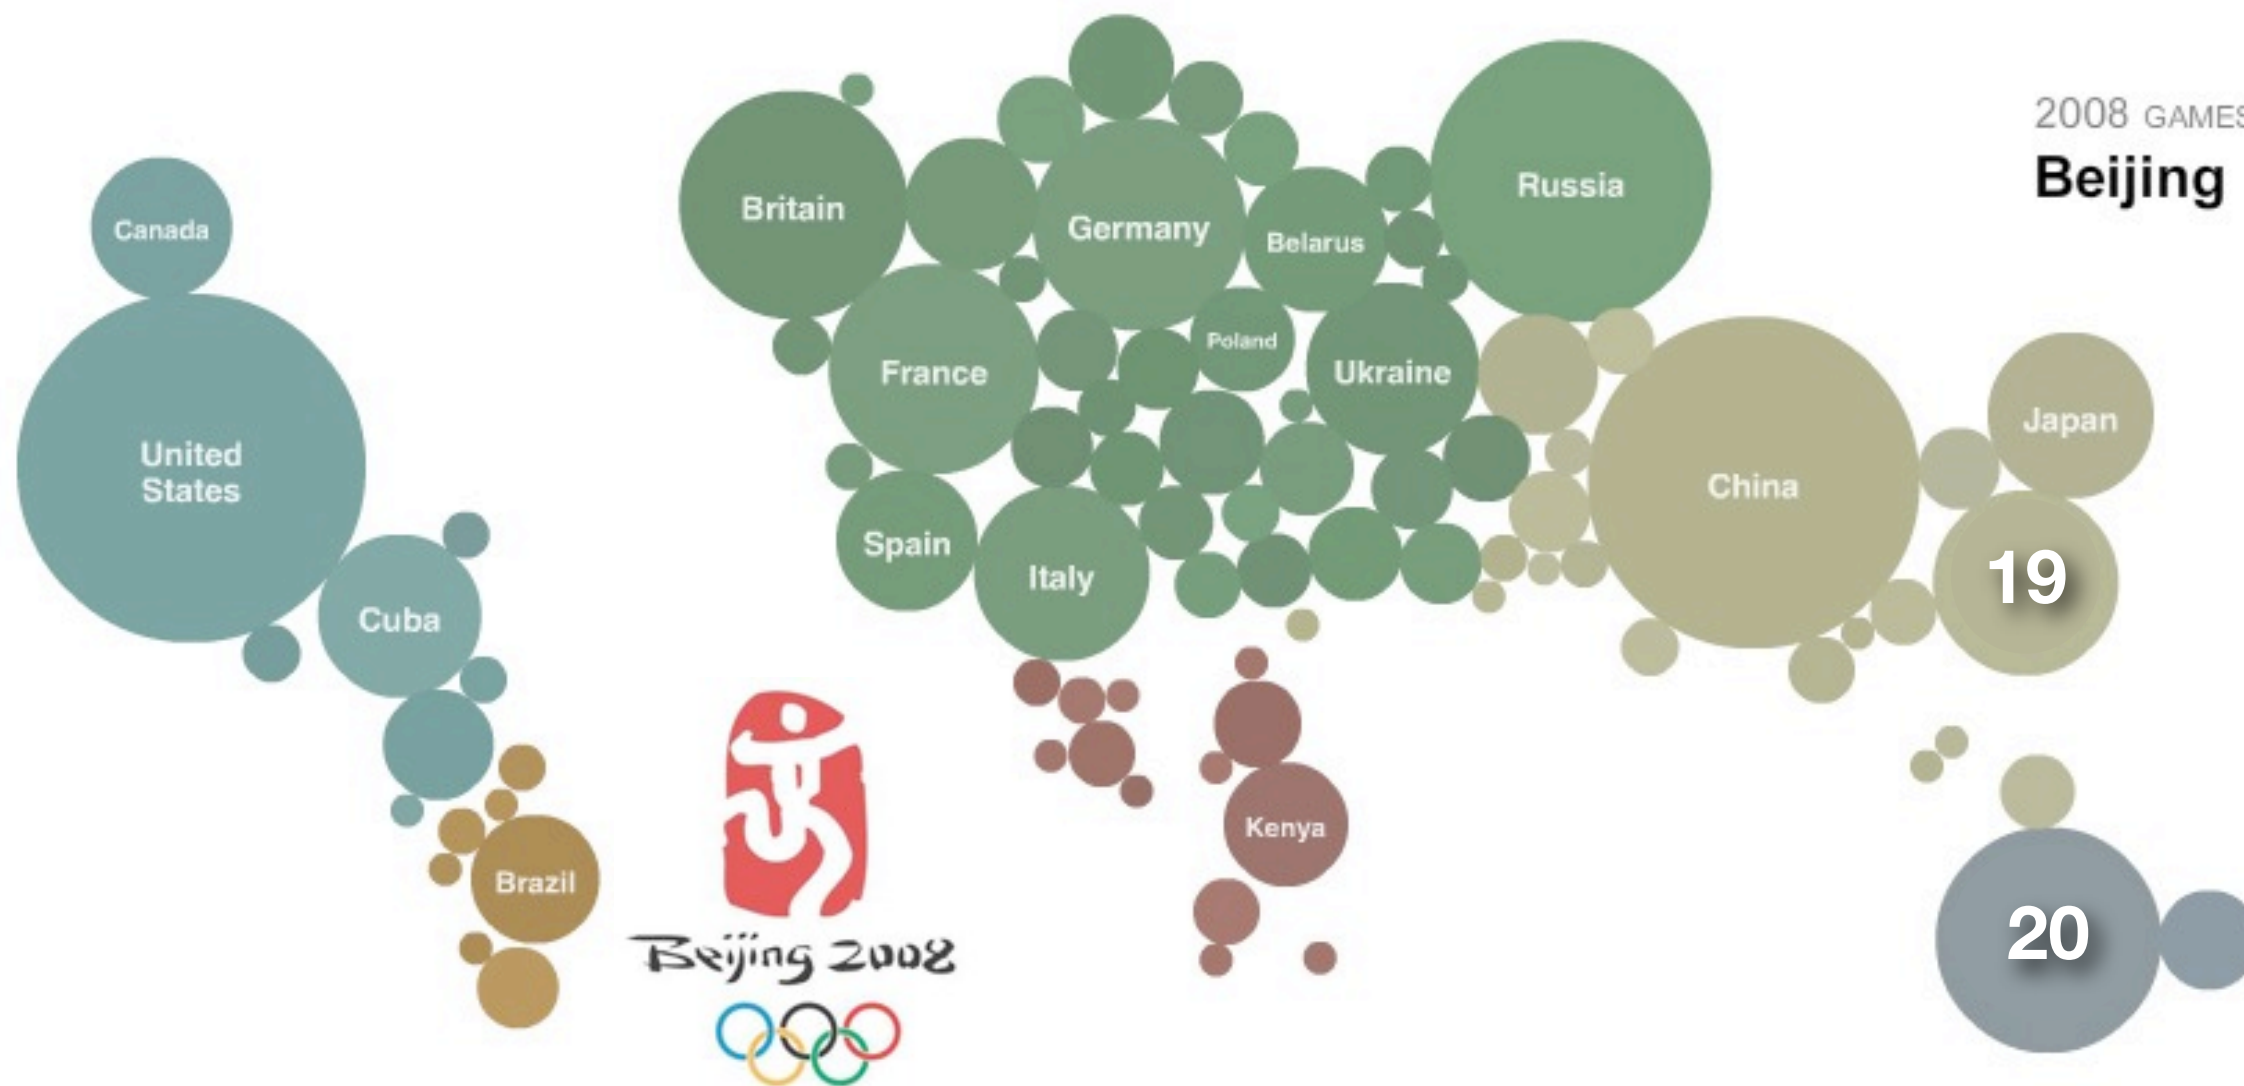 2008 GAMES
Beijing
Canada
United
States
Cuba
Brazil
Britain
Germany
Belarus
Russia
France
Poland
Ukraine
Spain
Italy
China
Japan
19
Kenya
20
Beijing 2008